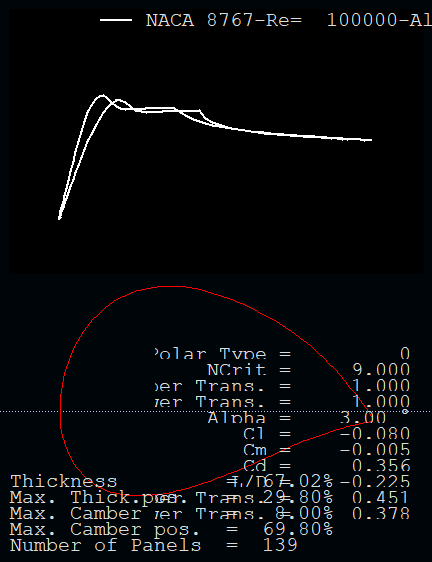 NACA 8767-Re= 100000-Al
Polar Type = 0
NCrit = 9.000
per Trans. = 1.000
wer Trans. = 1.000
Alpha = 3.00 °
Cl = -0.080
Cm = -0.005
Cd = 0.356
Thickness = 67.02%
L/D = -0.225
Max. Thick.pos. = 29.80%
per Trans. = 0.451
Max. Camber = 8.00%
wer Trans. = 0.378
Max. Camber pos. = 69.80%
Number of Panels = 139